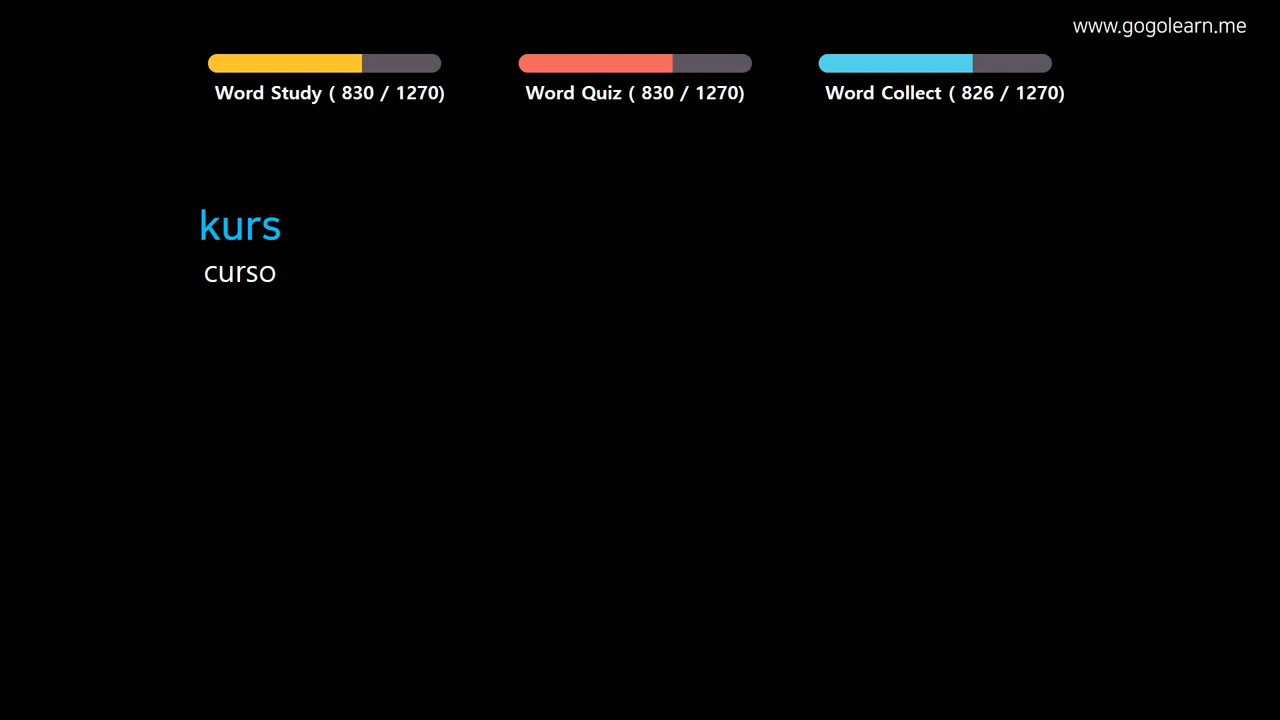 www.gogolearn.me
Word Study ( 830 / 1270)
Word Quiz ( 830 / 1270)
Word Collect ( 826 / 1270)
kurs
curso